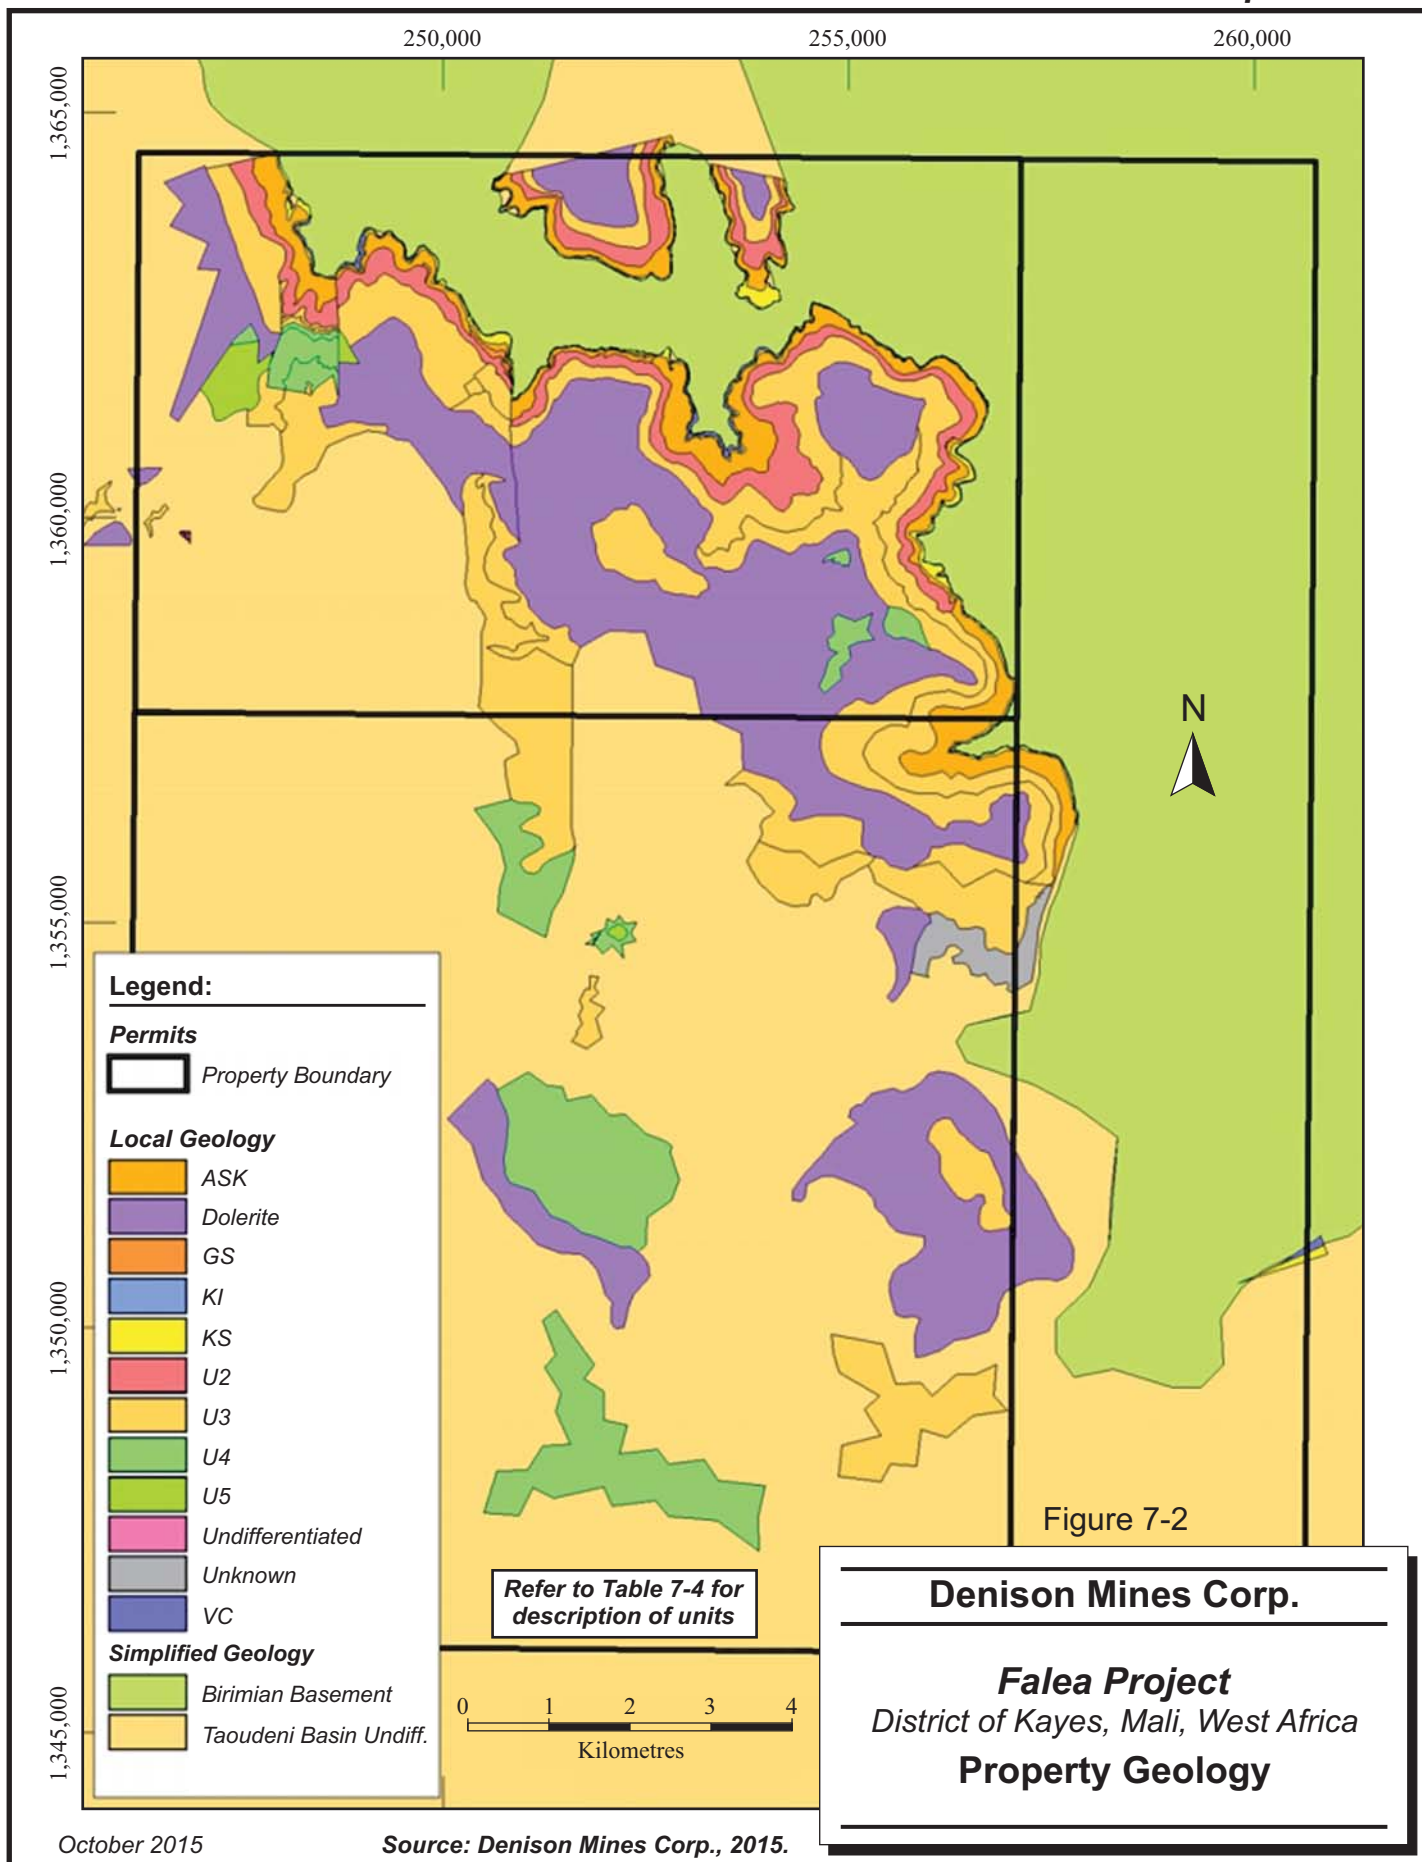 250,000
255,000
260,000
1,365,000
1,360,000
1,355,000
1,350,000
1,345,000
N
Legend:
Permits
Property Boundary
Local Geology
ASK
Dolerite
GS
KI
KS
U2
U3
U4
U5
Undifferentiated
Unknown
VC
Simplified Geology
Birimian Basement
Taoudeni Basin Undiff.
Refer to Table 7-4 for
description of units
0 1 2 3 4
Kilometres
Figure 7-2
Denison Mines Corp.
Falea Project
District of Kayes, Mali, West Africa
Property Geology
October 2015
Source: Denison Mines Corp., 2015.